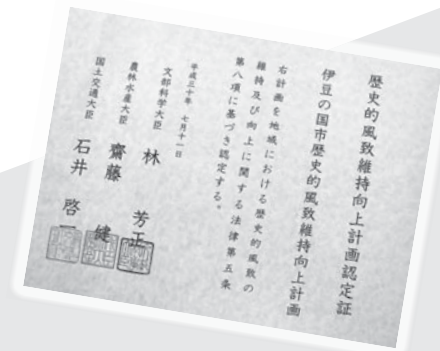 歴史的風致維持向上計画認定証
伊豆の国市歴史的風致維持向上計画
右計画を地域における歴史的風致の
維持及び向上に関する法律第五条
第八項に基づき認定する。
平成三十年 七月十一日
文部科学大臣 林 芳正
農林水産大臣 齋藤 健
国土交通大臣 石井 啓一